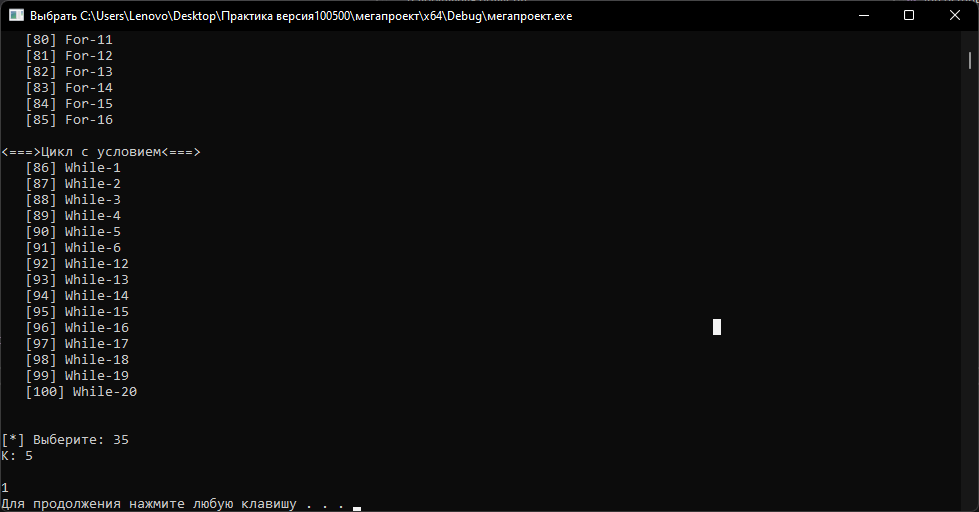 Выбрать C:\Users\Lenovo\Desktop\Практика версия100500\мегапроект\x64\Debug\мегапроект.exe
[80] For-11
[81] For-12
[82] For-13
[83] For-14
[84] For-15
[85] For-16
<===>Цикл с условием<===>
[86] While-1
[87] While-2
[88] While-3
[89] While-4
[90] While-5
[91] While-6
[92] While-12
[93] While-13
[94] While-14
[95] While-15
[96] While-16
[97] While-17
[98] While-18
[99] While-19
[100] While-20
[*] Выберите: 35
K: 5
1
Для продолжения нажмите любую клавишу . . .